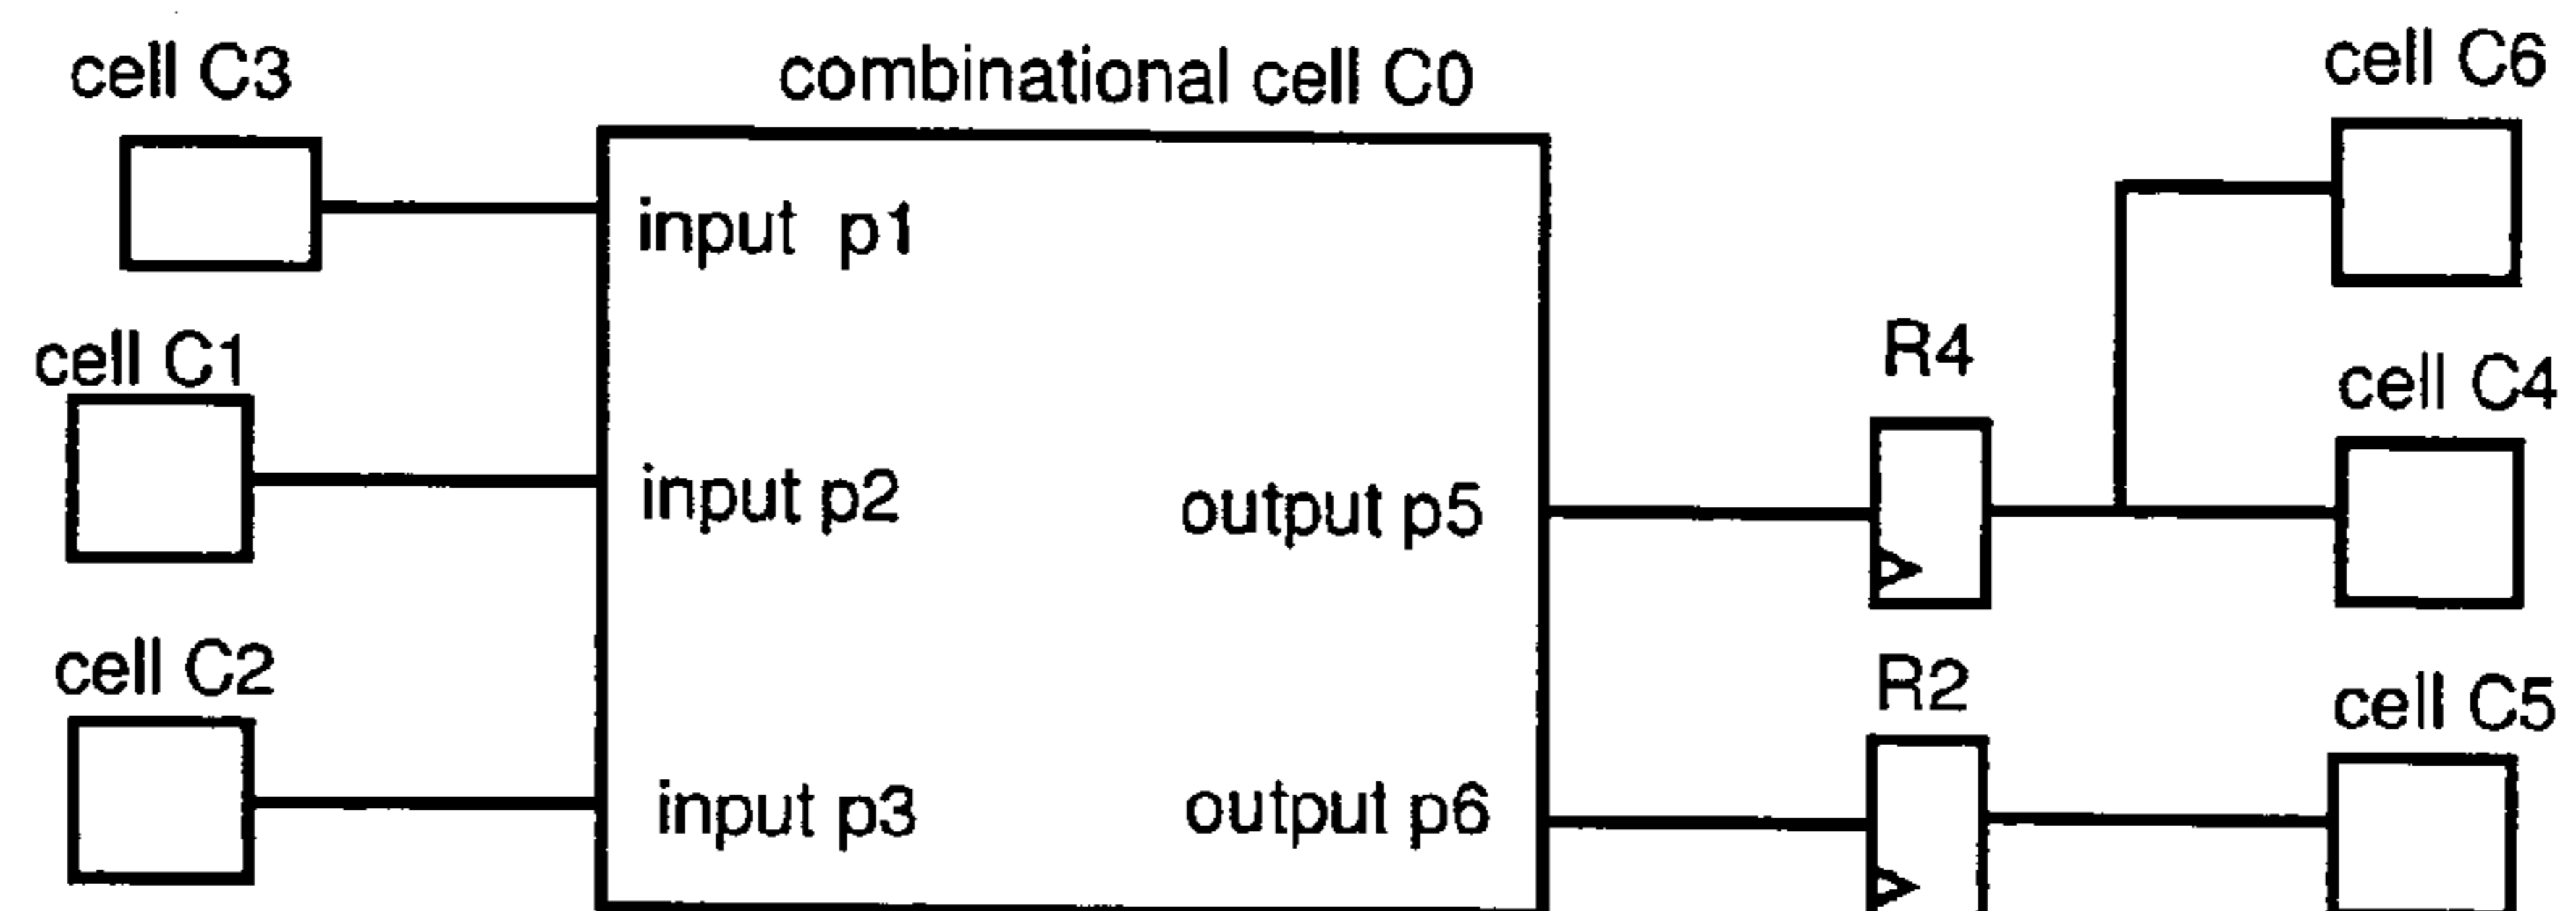 cell C3
combinational cell C0
cell C6
input p1
cell C1
R4
cell C4
input p2
output p5
cell C2
R2
cell C5
input p3
output p6